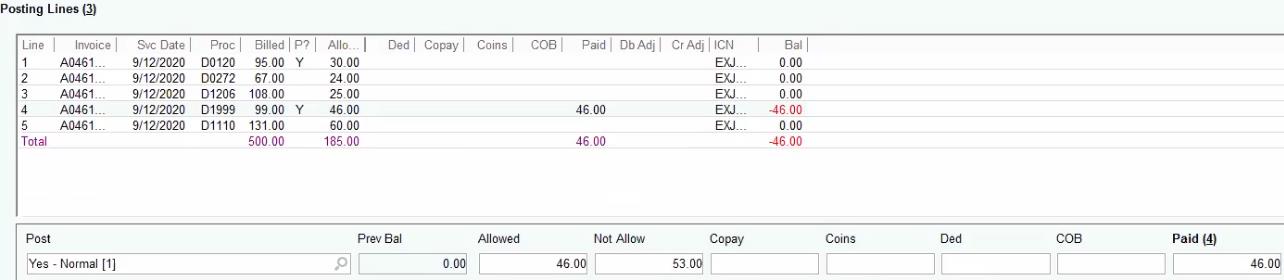 Posting Lines (3)
Line Invoice Svc Date Proc Billed P? Allo... Ded Copay Coins COB Paid Db Adj Cr Adj ICN Bal
1 A0461... 9/12/2020 D0120 95.00 Y 30.00 EXJ... 0.00
2 A0461... 9/12/2020 D0272 67.00 24.00 EXJ... 0.00
3 A0461... 9/12/2020 D1206 108.00 25.00 EXJ... 0.00
4 A0461... 9/12/2020 D1999 99.00 Y 46.00 46.00 EXJ... -46.00
5 A0461... 9/12/2020 D1110 131.00 60.00 EXJ... 0.00
Total 500.00 185.00 46.00 -46.00
Post Prev Bal Allowed Not Allow Copay Coins Ded COB Paid (4)
Yes - Normal [1] 0.00 46.00 53.00 46.00